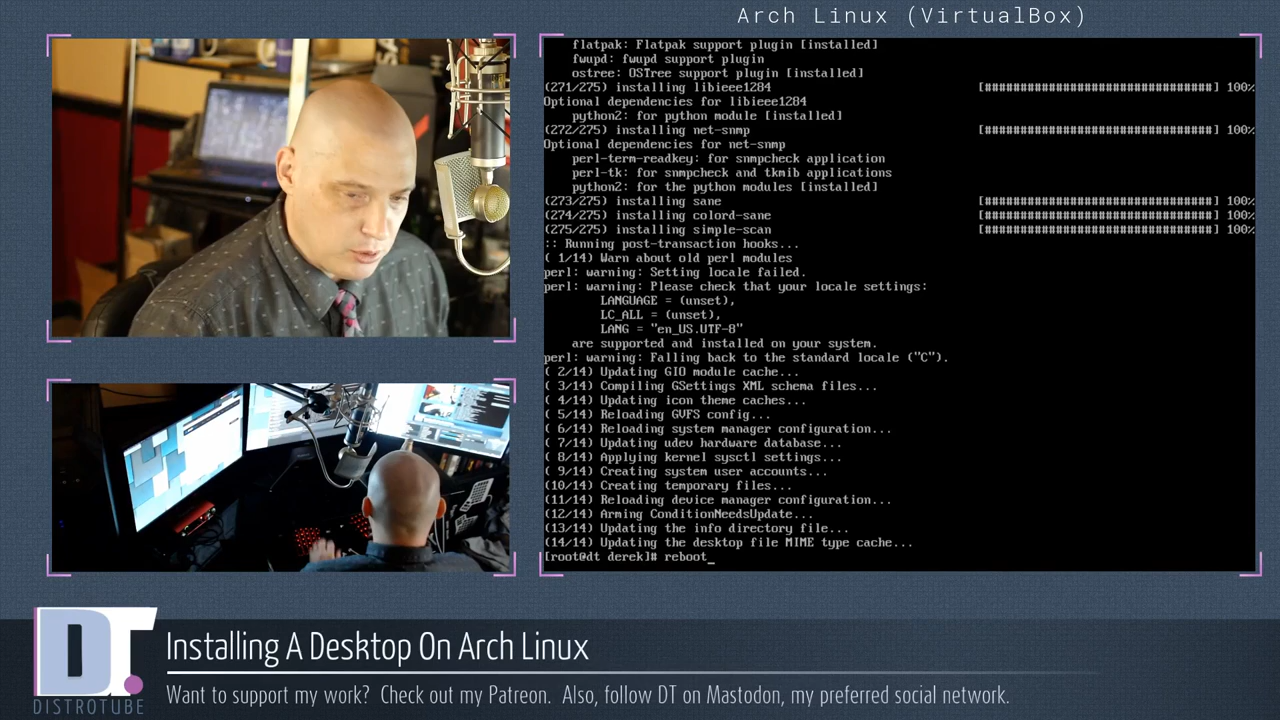 Arch Linux (VirtualBox)
flatpak: Flatpak support plugin [installed]
fwupd: fwupd support plugin
ostree: OSTree support plugin [installed]
(271/275) installing libieee1284 [################################] 100%
Optional dependencies for libieee1284
python2: for python module [installed]
(272/275) installing net-snmp [################################] 100%
Optional dependencies for net-snmp
perl-term-readkey: for snmpcheck application
perl-tk: for snmpcheck and tkmib applications
python2: for the python modules [installed]
(273/275) installing sane [################################] 100%
(274/275) installing colord-sane [################################] 100%
(275/275) installing simple-scan [################################] 100%
:: Running post-transaction hooks...
( 1/14) Warn about old perl modules
perl: warning: Setting locale failed.
perl: warning: Please check that your locale settings:
LANGUAGE = (unset),
LC_ALL = (unset),
LANG = "en_US.UTF-8"
are supported and installed on your system.
perl: warning: Falling back to the standard locale ("C").
( 2/14) Updating GIO module cache...
( 3/14) Compiling GSettings XML schema files...
( 4/14) Updating icon theme caches...
( 5/14) Reloading GVFS config...
( 6/14) Reloading system manager configuration...
( 7/14) Updating udev hardware database...
( 8/14) Applying kernel sysctl settings...
( 9/14) Creating system user accounts...
(10/14) Creating temporary files...
(11/14) Reloading device manager configuration...
(12/14) Arming ConditionNeedsUpdate...
(13/14) Updating the info directory file...
(14/14) Updating the desktop file MIME type cache...
[root@dt derek]# reboot_
DT
DISTROTUBE
Installing A Desktop On Arch Linux
Want to support my work? Check out my Patreon. Also, follow DT on Mastodon, my preferred social network.